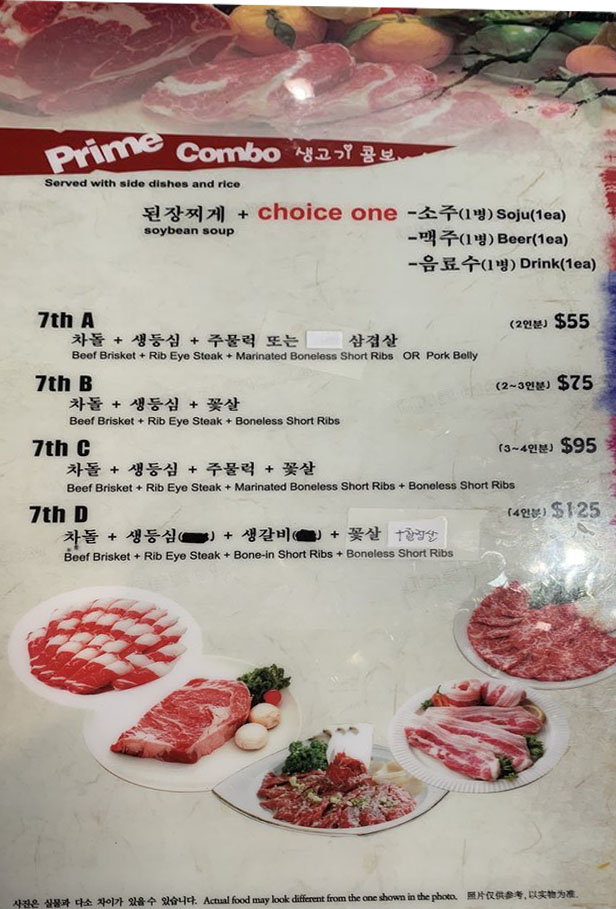 Prime Combo 생고기 콤보
Served with side dishes and rice
된장찌게 + choice one -소주(1병) Soju(1ea)
soybean soup
-맥주(1병) Beer(1ea)
-음료수(1병) Drink(1ea)
7th A (2인분) $55
차돌 + 생등심 + 주물럭 또는 삼겹살
Beef Brisket + Rib Eye Steak + Marinated Boneless Short Ribs OR Pork Belly
7th B (2~3인분) $75
차돌 + 생등심 + 꽃살
Beef Brisket + Rib Eye Steak + Boneless Short Ribs
7th C (3~4인분) $95
차돌 + 생등심 + 주물럭 + 꽃살
Beef Brisket + Rib Eye Steak + Marinated Boneless Short Ribs + Boneless Short Ribs
7th D (4인분) $125
차돌 + 생등심( ) + 생갈비( ) + 꽃살
Beef Brisket + Rib Eye Steak + Bone-in Short Ribs + Boneless Short Ribs
사진은 실물과 다소 차이가 있을 수 있습니다. Actual food may look different from the one shown in the photo. 照片仅供参考, 以实物为准.